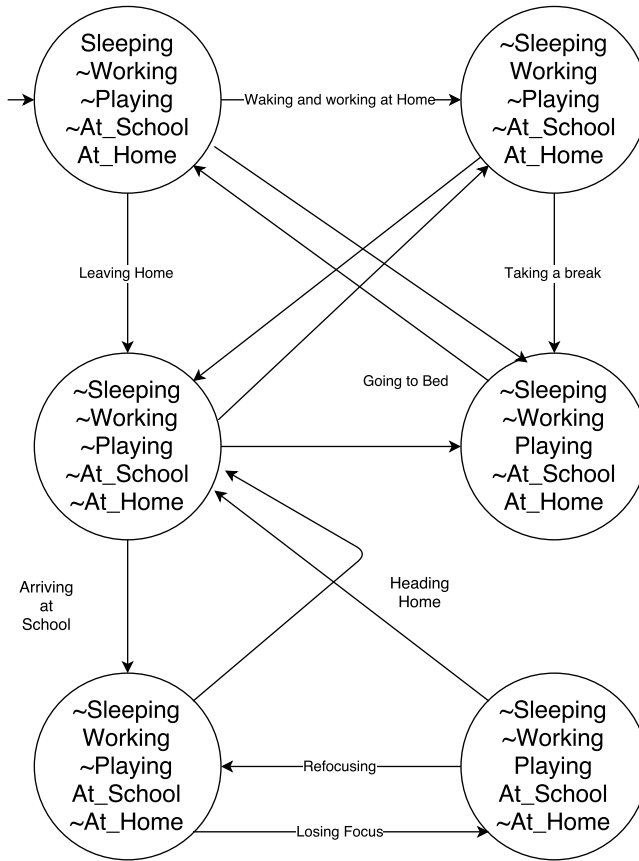 Sleeping
~Working
~Playing
~At_School
At_Home
Waking and working at Home
~Sleeping
Working
~Playing
~At_School
At_Home
Leaving Home
Taking a break
~Sleeping
~Working
~Playing
~At_School
~At_Home
Going to Bed
~Sleeping
~Working
Playing
~At_School
At_Home
Arriving
at
School
Heading
Home
~Sleeping
Working
~Playing
At_School
~At_Home
Refocusing
Losing Focus
~Sleeping
~Working
Playing
At_School
~At_Home